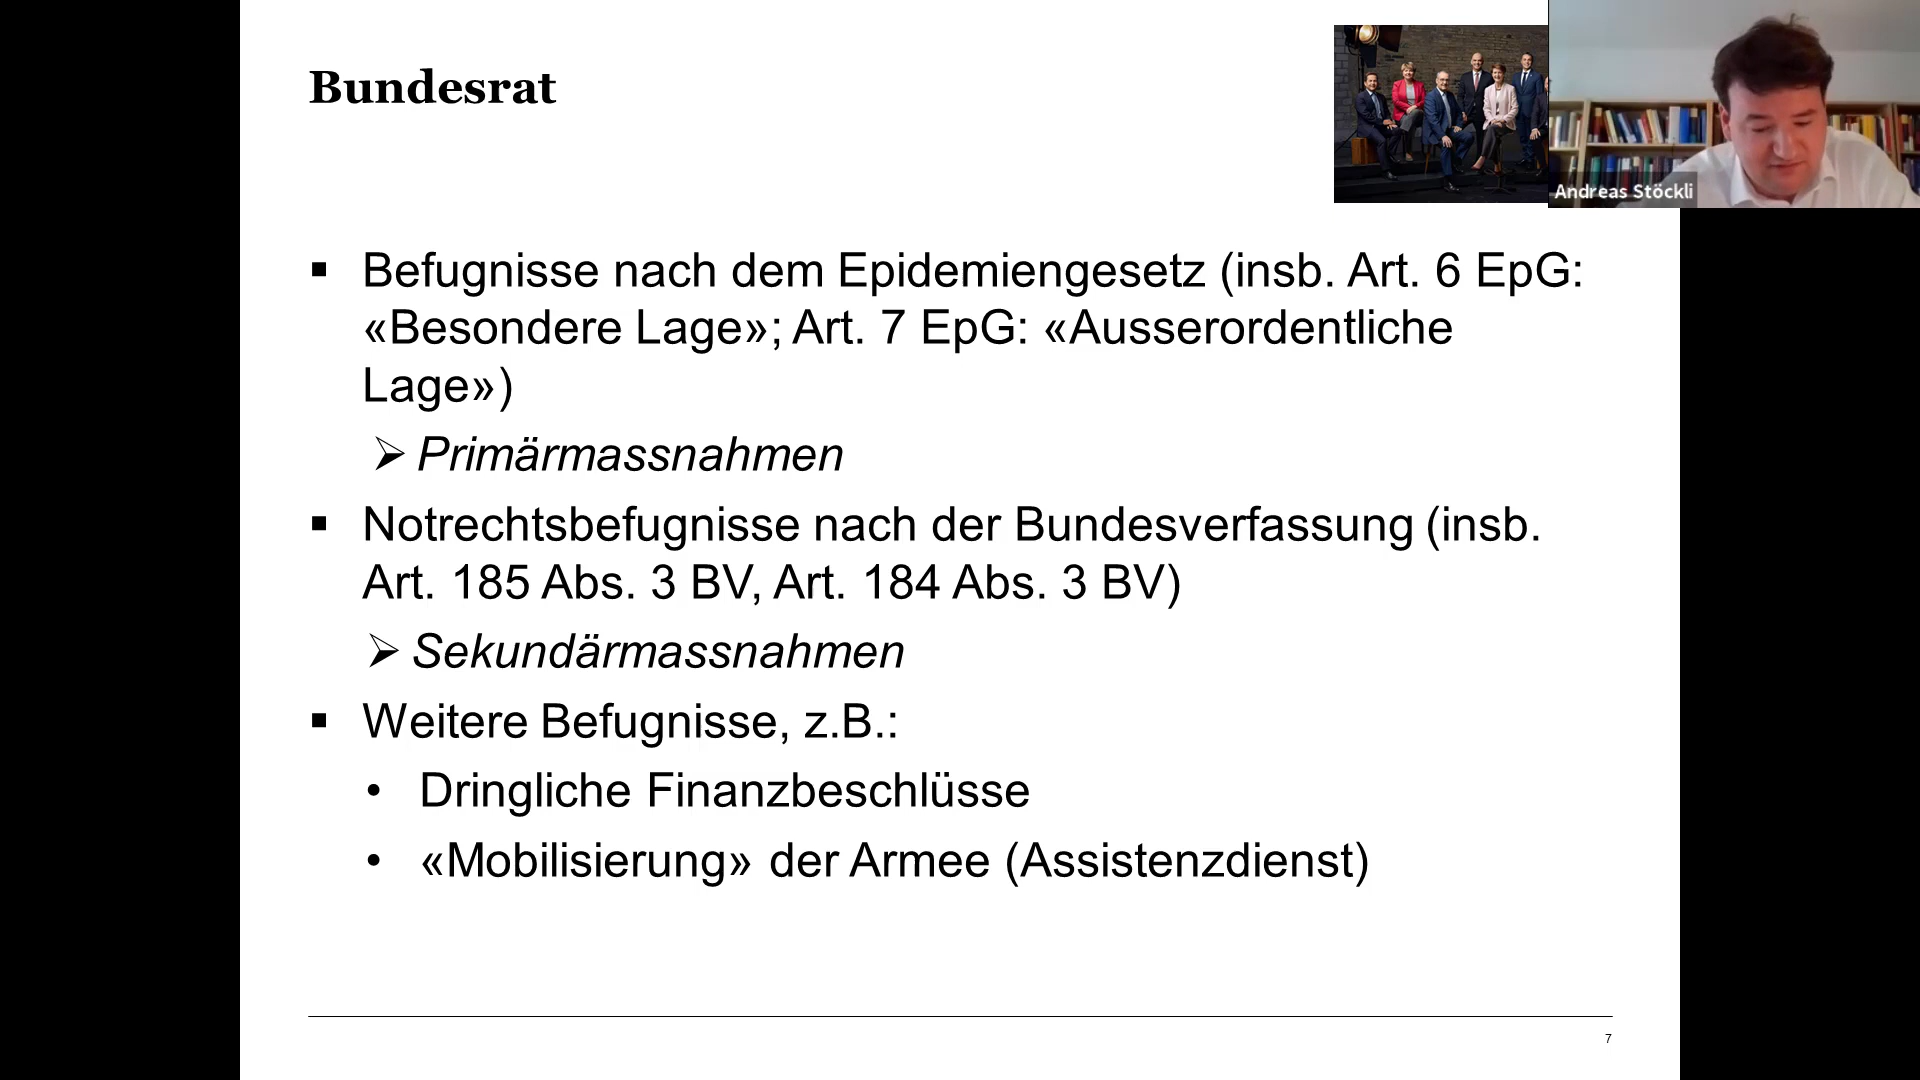 Bundesrat
Andreas Stöckli
▪ Befugnisse nach dem Epidemiengesetz (insb. Art. 6 EpG:
«Besondere Lage»; Art. 7 EpG: «Ausserordentliche
Lage»)
➢ Primärmassnahmen
▪ Notrechtsbefugnisse nach der Bundesverfassung (insb.
Art. 185 Abs. 3 BV, Art. 184 Abs. 3 BV)
➢ Sekundärmassnahmen
▪ Weitere Befugnisse, z.B.:
• Dringliche Finanzbeschlüsse
• «Mobilisierung» der Armee (Assistenzdienst)
7